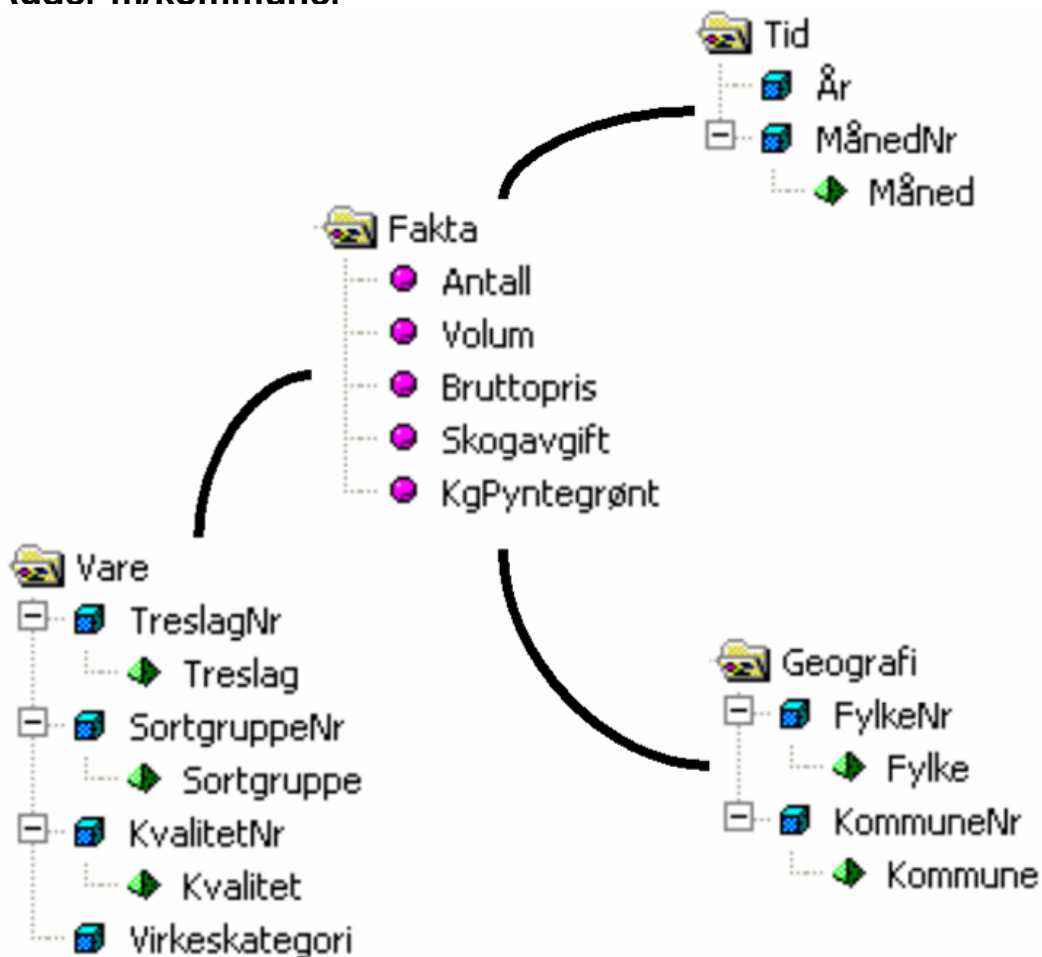 m/kommuner
Tid
År
MånedNr
Måned
Fakta
Antall
Volum
Bruttopris
Skogavgift
KgPyntegrønt
Vare
TreslagNr
Treslag
SortgruppeNr
Sortgruppe
KvalitetNr
Kvalitet
Virkeskategori
Geografi
FylkeNr
Fylke
KommuneNr
Kommune